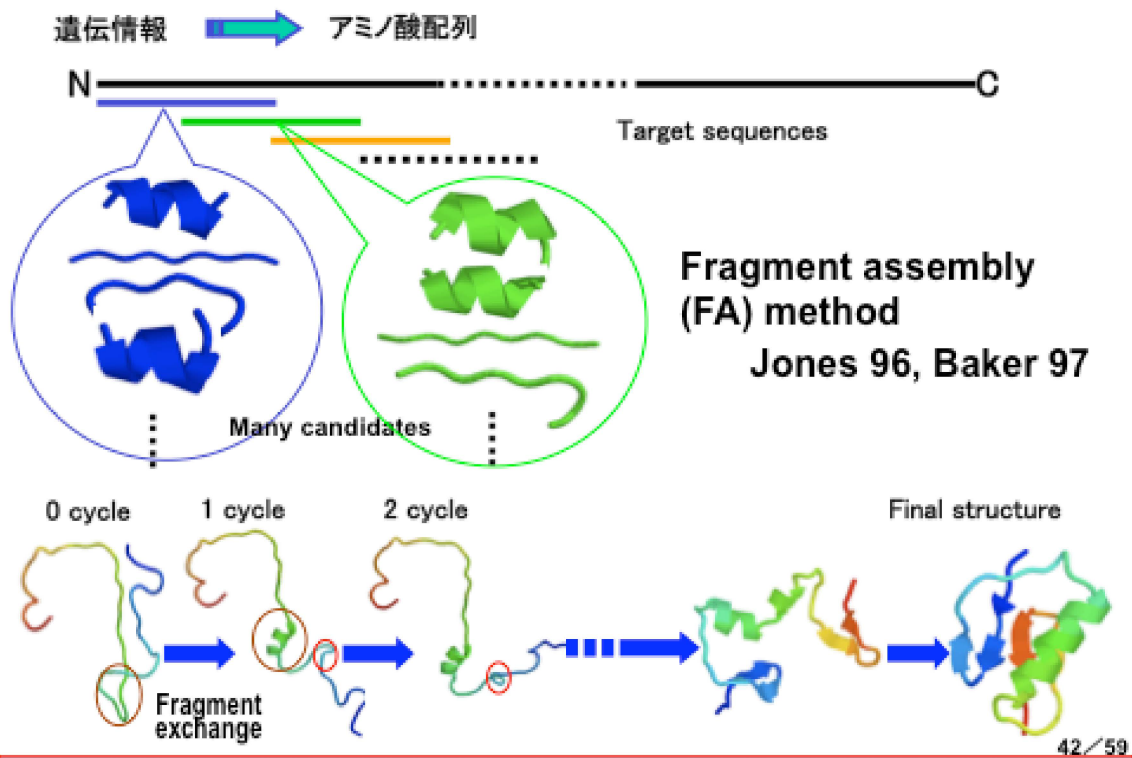 遺伝情報 アミノ酸配列
N C
Target sequences
Fragment assembly
(FA) method
Jones 96, Baker 97
Many candidates
0 cycle 1 cycle 2 cycle Final structure
Fragment
exchange
42／59